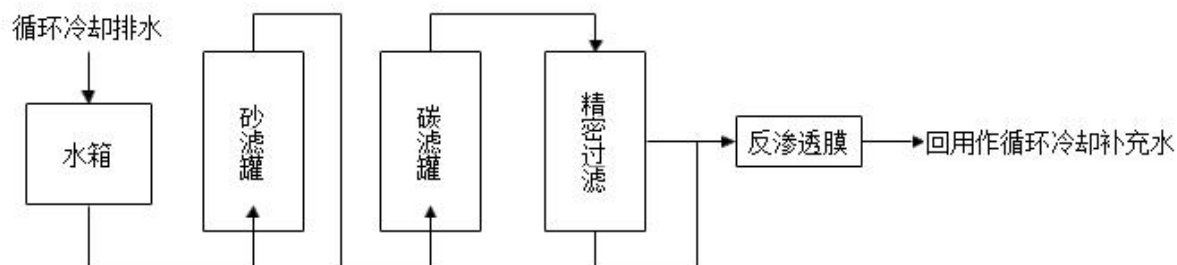 循环冷却排水
水箱
砂滤罐
碳滤罐
精密过滤
反渗透膜
回用作循环冷却补充水